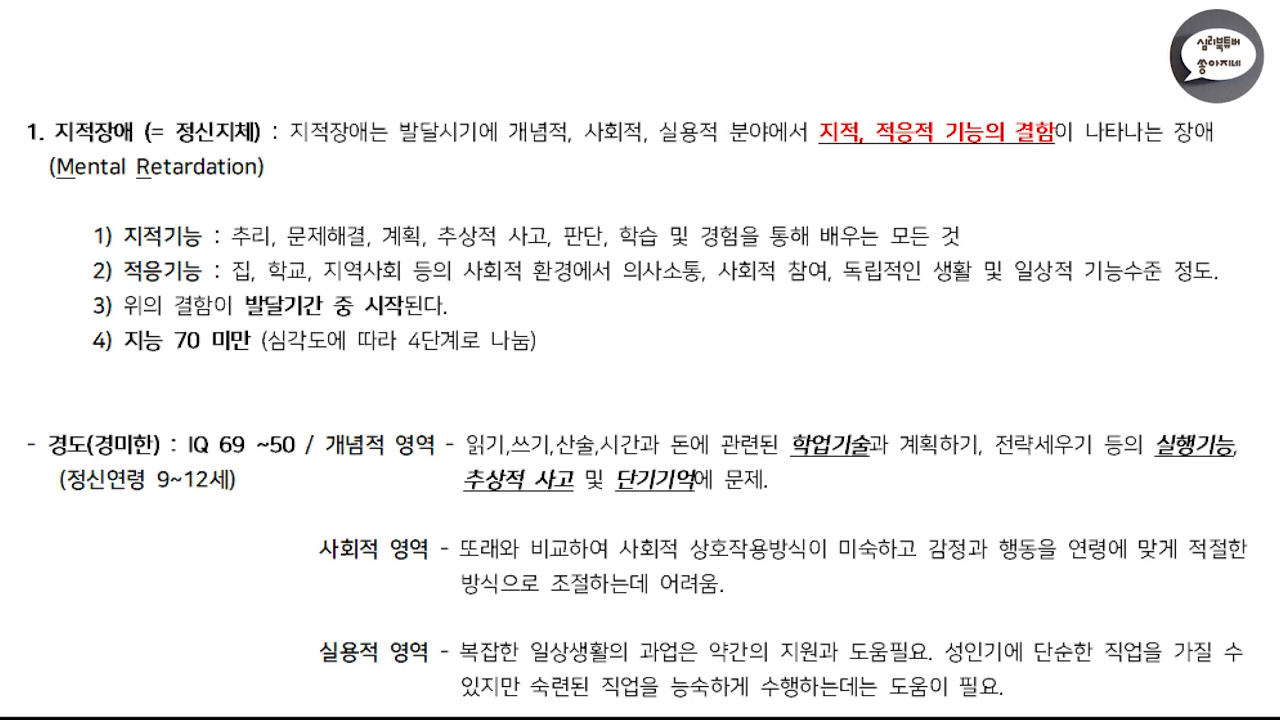 심리북튜버
쏭아지네
1. 지적장애 (= 정신지체) : 지적장애는 발달시기에 개념적, 사회적, 실용적 분야에서 지적, 적응적 기능의 결함이 나타나는 장애
(Mental Retardation)
1) 지적기능 : 추리, 문제해결, 계획, 추상적 사고, 판단, 학습 및 경험을 통해 배우는 모든 것
2) 적응기능 : 집, 학교, 지역사회 등의 사회적 환경에서 의사소통, 사회적 참여, 독립적인 생활 및 일상적 기능수준 정도.
3) 위의 결함이 발달기간 중 시작된다.
4) 지능 70 미만 (심각도에 따라 4단계로 나눔)
- 경도(경미한) : IQ 69 ~50 / 개념적 영역 - 읽기,쓰기,산술,시간과 돈에 관련된 학업기술과 계획하기, 전략세우기 등의 실행기능,
(정신연령 9~12세) 추상적 사고 및 단기기억에 문제.
사회적 영역 - 또래와 비교하여 사회적 상호작용방식이 미숙하고 감정과 행동을 연령에 맞게 적절한
방식으로 조절하는데 어려움.
실용적 영역 - 복잡한 일상생활의 과업은 약간의 지원과 도움필요. 성인기에 단순한 직업을 가질 수
있지만 숙련된 직업을 능숙하게 수행하는데는 도움이 필요.